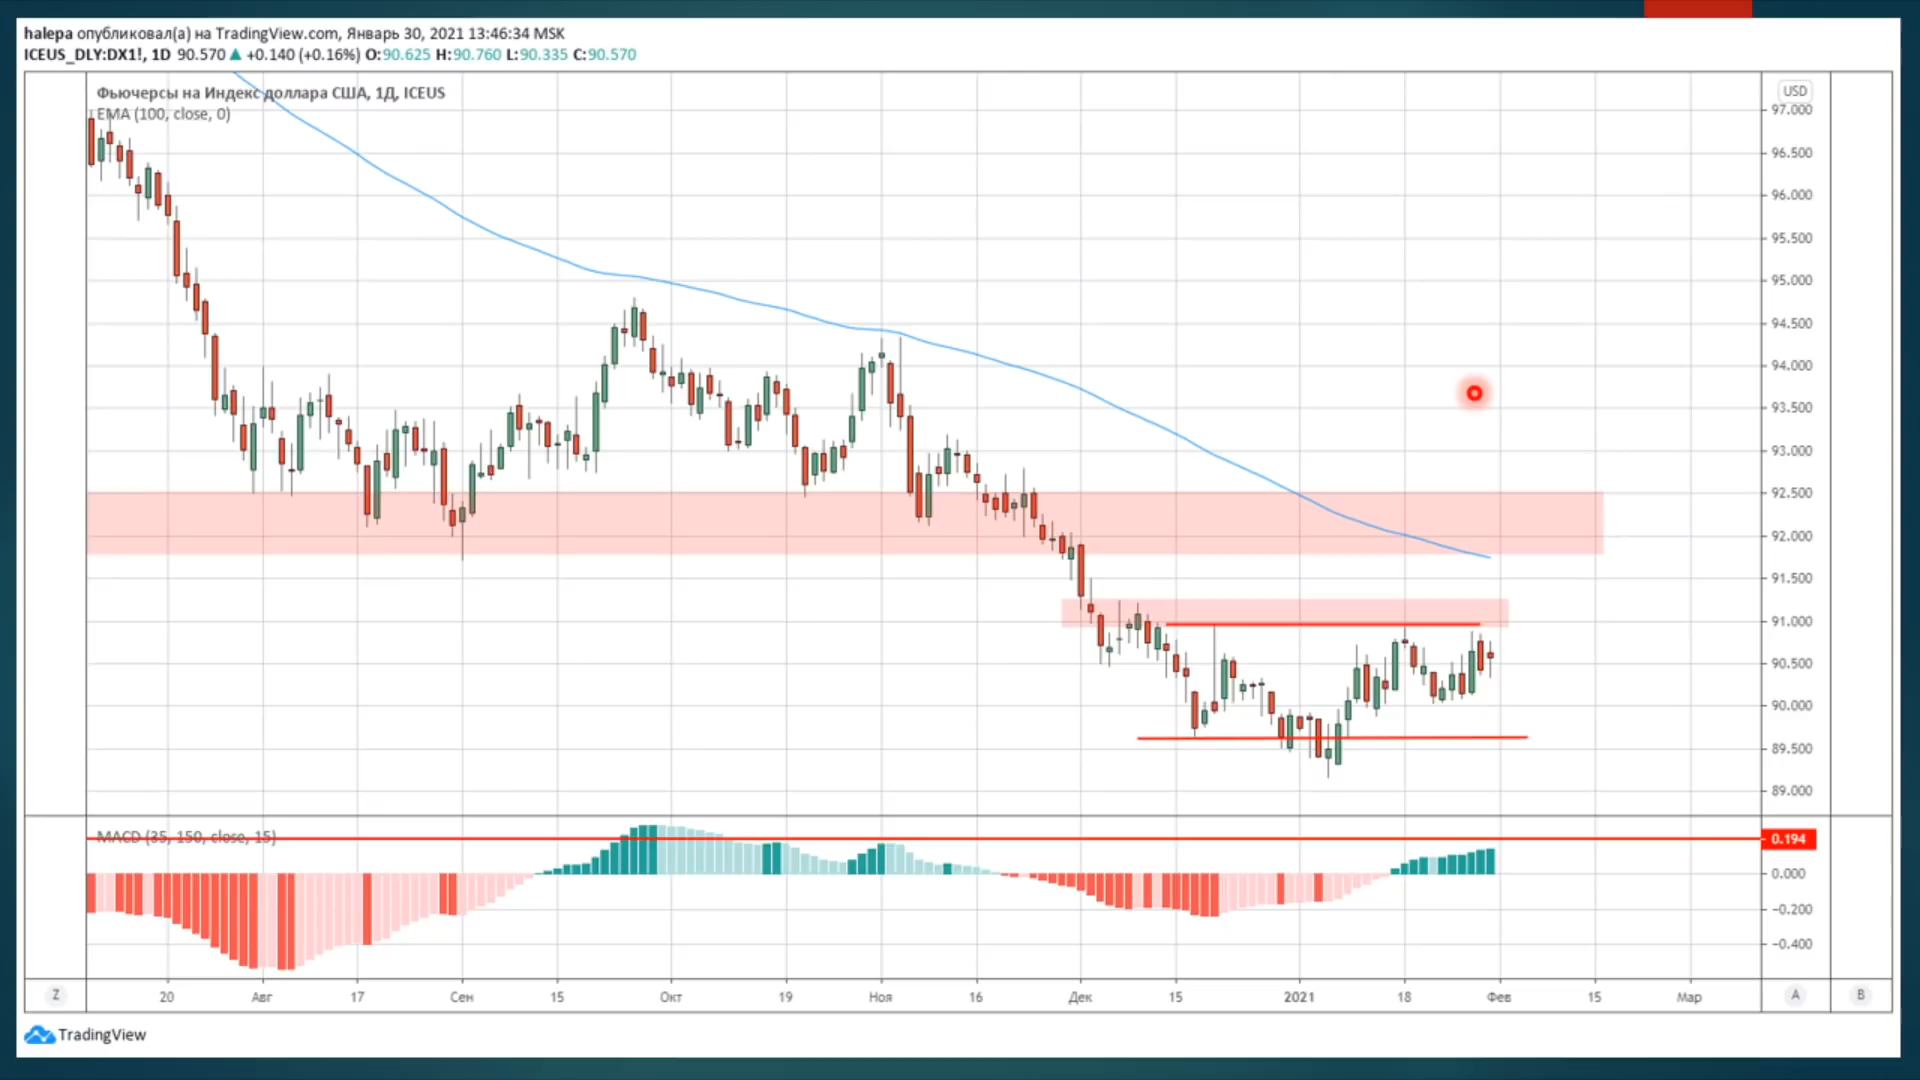 halepa опубликовал(а) на TradingView.com, Январь 30, 2021 13:46:34 MSK
ICEUS_DLY:DX1!, 1D 90.570 ▲ +0.140 (+0.16%) O:90.625 H:90.760 L:90.335 C:90.570
Фьючерсы на Индекс доллара США, 1Д, ICEUS
EMA (100, close, 0)
USD
97.000
96.500
96.000
95.500
95.000
94.500
94.000
93.500
93.000
92.500
92.000
91.500
91.000
90.500
90.000
89.500
89.000
MACD (35, 150, close, 15)
0.194
0.000
−0.200
−0.400
Z 20 Авг 17 Сен 15 Окт 19 Ноя 16 Дек 15 2021 18 Фев 15 Мар A B
TradingView